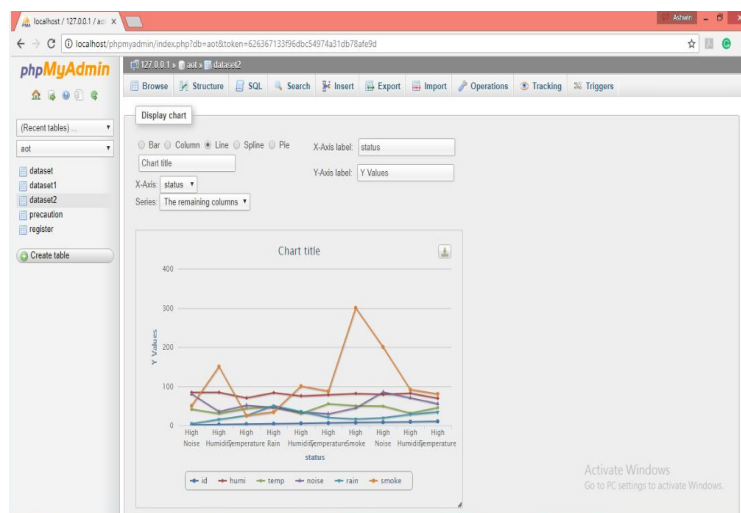 localhost / 127.0.0.1 / aot
Ashwin
localhost/phpmyadmin/index.php?db=aot&token=626367133f96dbc54974a31db78afe9d
phpMyAdmin
127.0.0.1 » aot » dataset2
Browse Structure SQL Search Insert Export Import Operations Tracking Triggers
(Recent tables) ...
aot
dataset
dataset1
dataset2
precaution
register
Create table
Display chart
Bar Column Line Spline Pie
Chart title
X-Axis: status
Series: The remaining columns
X-Axis label: status
Y-Axis label: Y Values
Chart title
400
300
200
100
0
Y Values
High Noise
High Humidity
High Temperature
High Rain
High Humidity
High Temperature
High Smoke
High Noise
High Humidity
High Temperature
status
id humi temp noise rain smoke
Activate Windows
Go to PC settings to activate Windows.